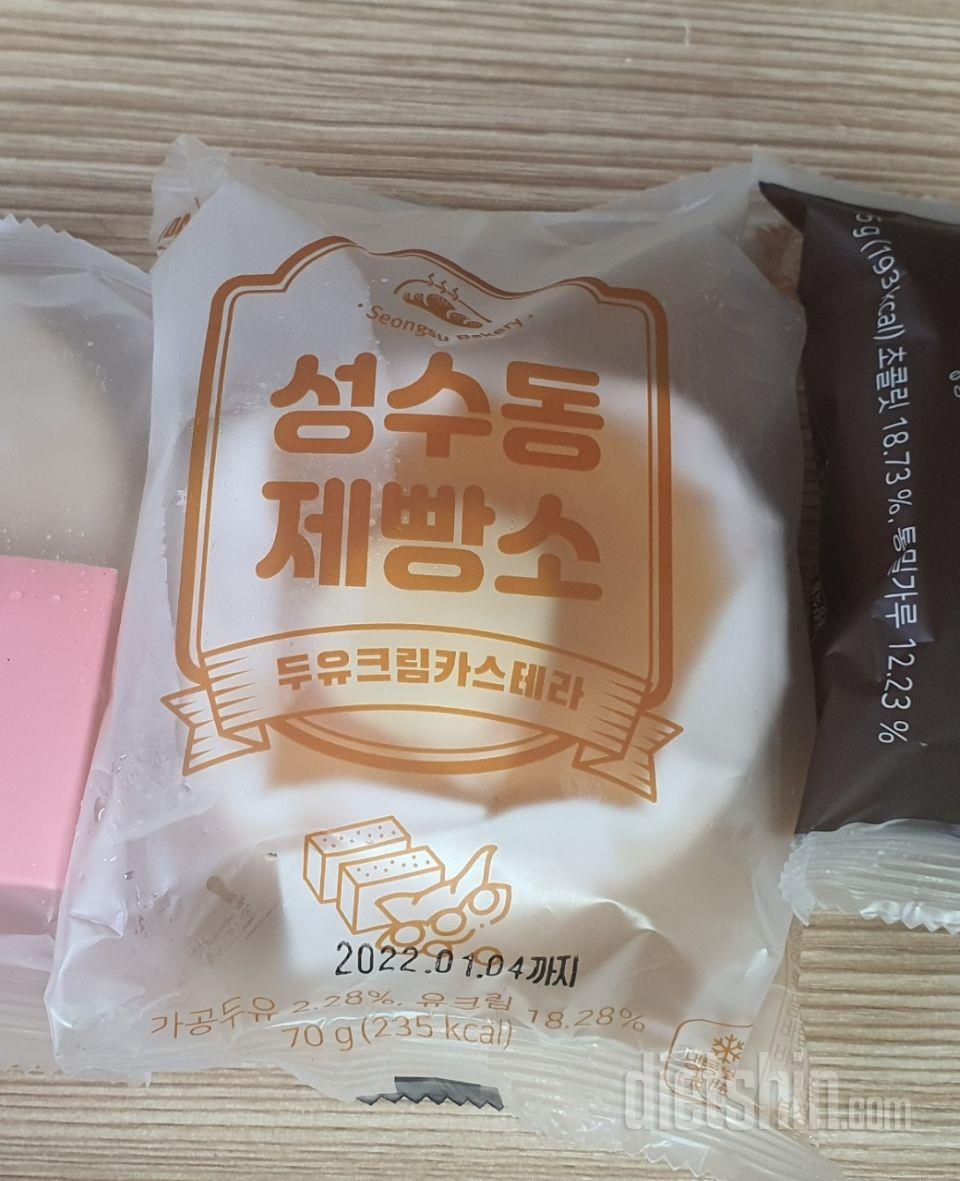 · Seongsu Bakery ·
성수동
제빵소
두유크림카스테라
2022.01.04까지
가공두유 2.28%, 유크림 18.28%
70 g (235 kcal)
5 g (193 kcal) 초콜릿 18.73 %, 통밀가루 12.23 %
dietshin.com